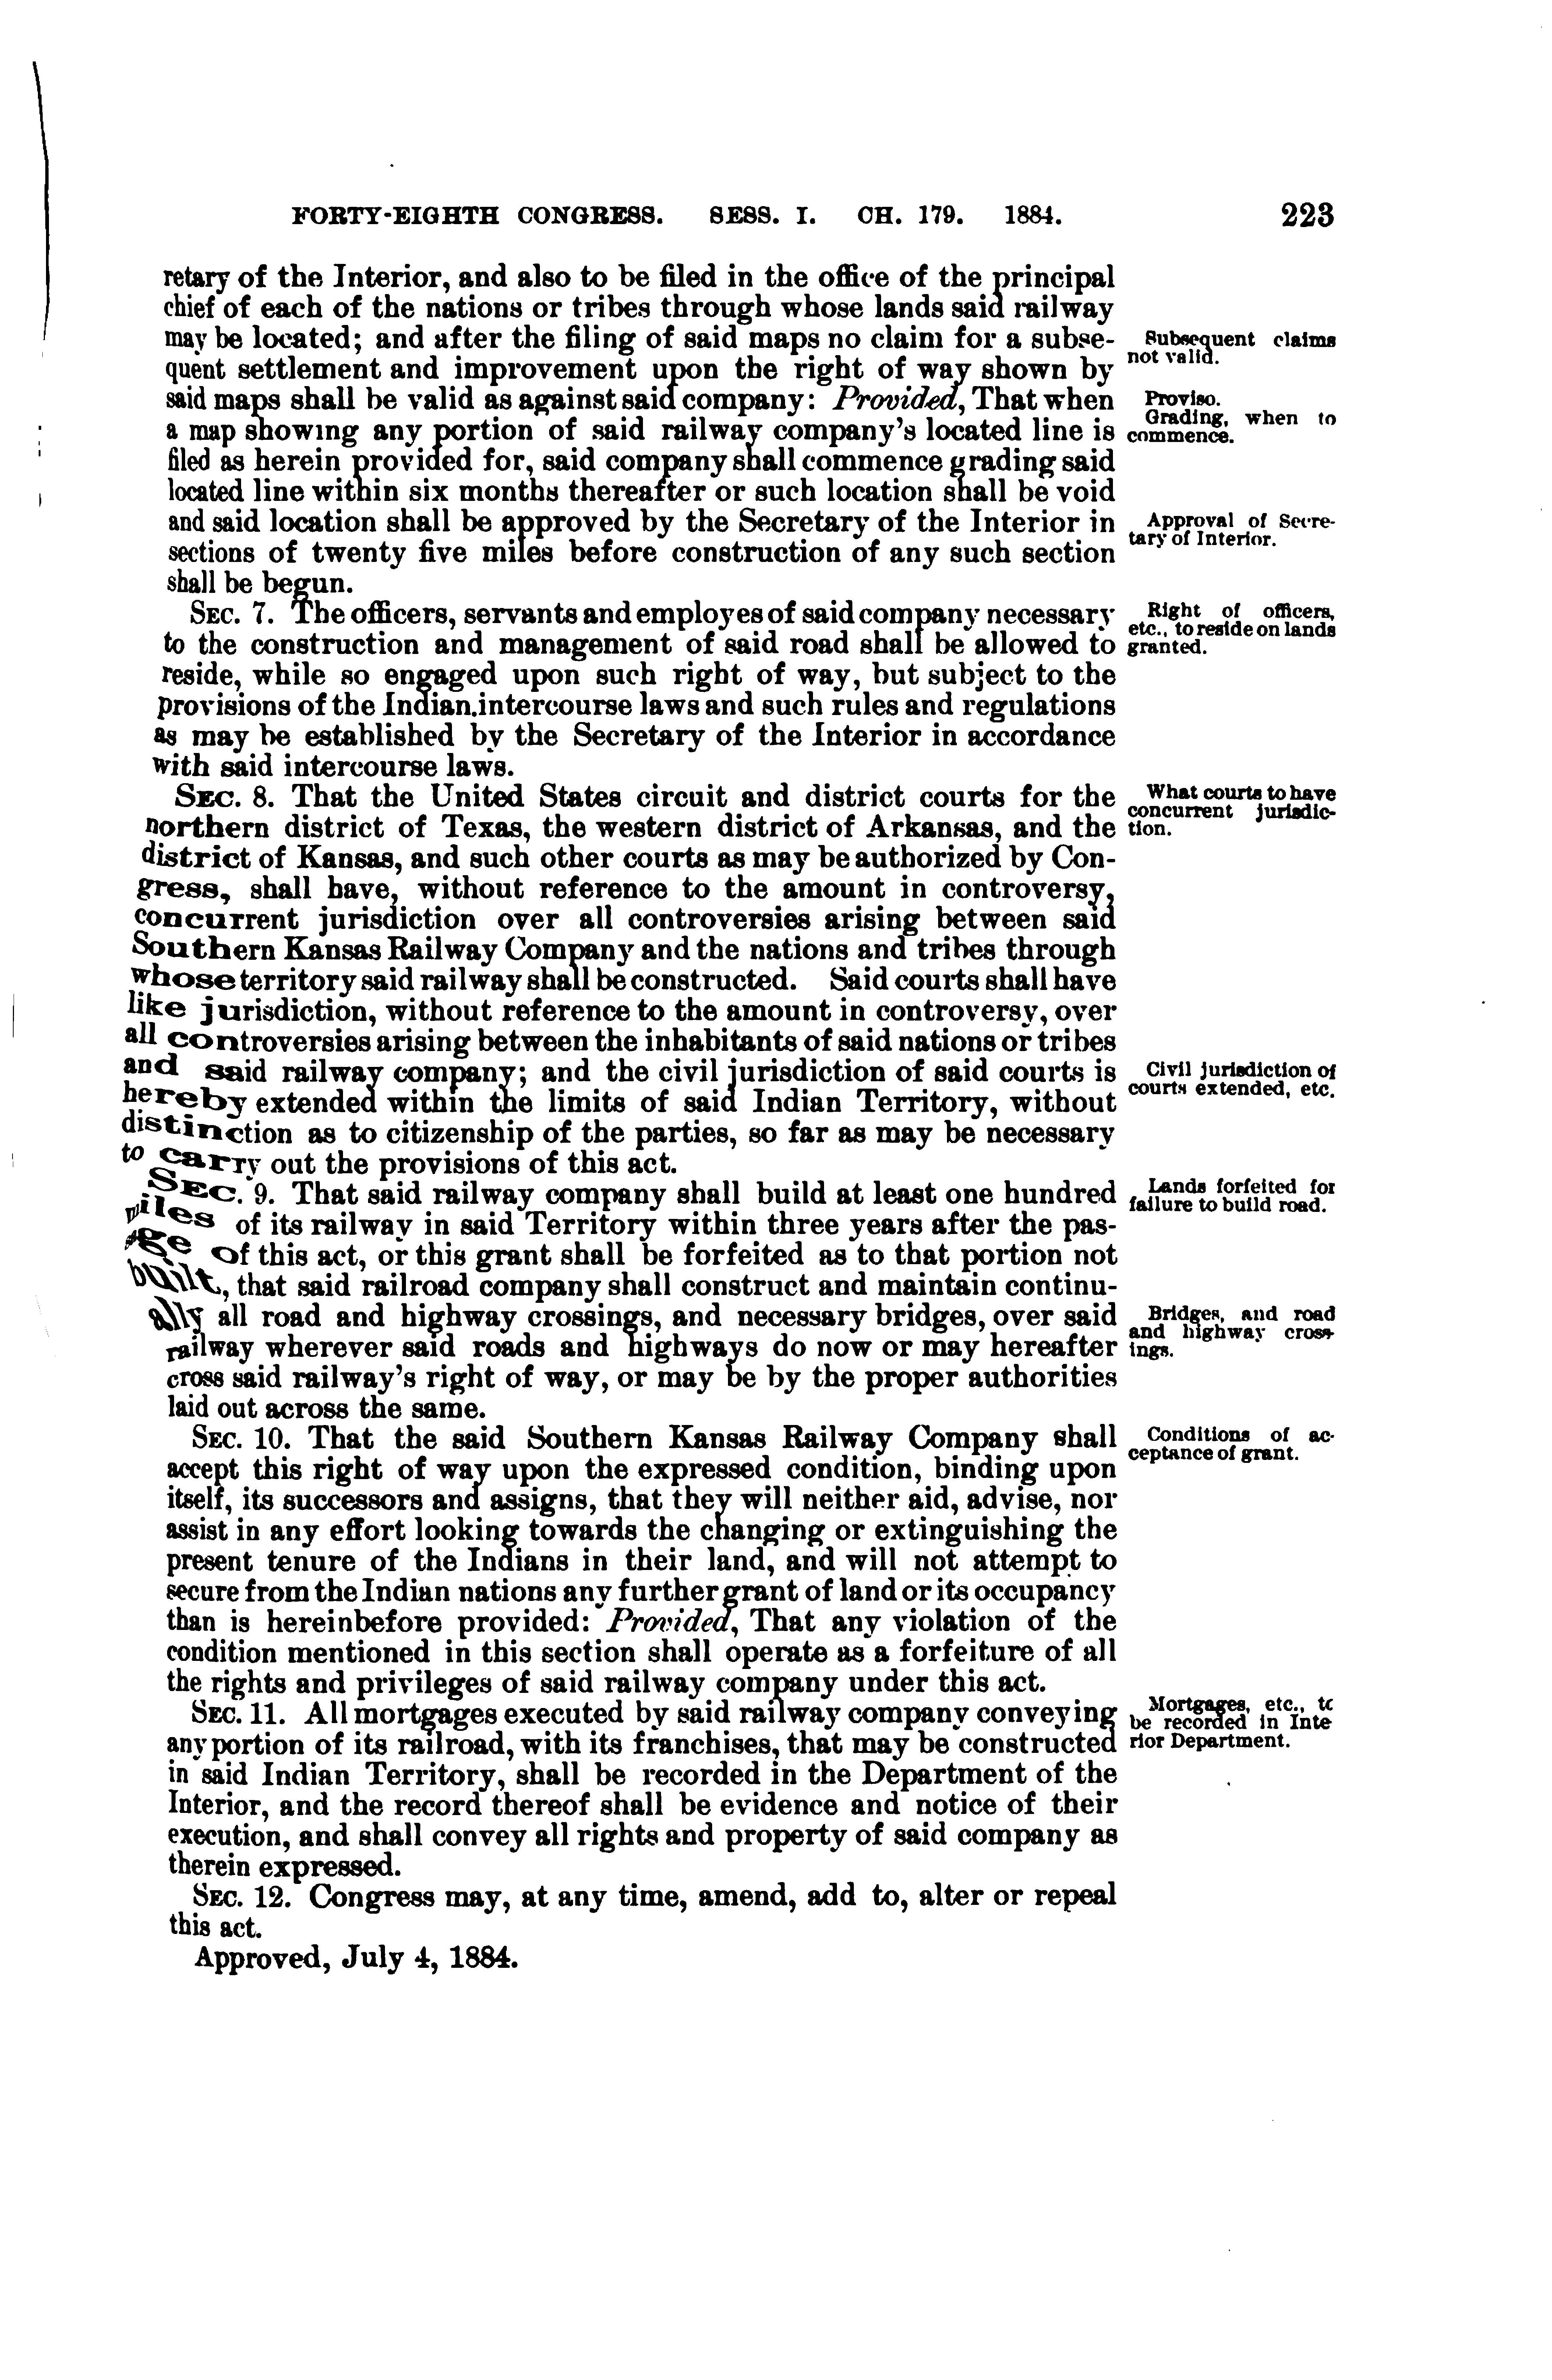 FORTY-EIGHTH CONGRESS. SESS. I. CH. 179. 1884. 223
retary of the Interior, and also to be filed in the office of the principal
chief of each of the nations or tribes through whose lands said railway
may be located; and after the filing of said maps no claim for a subse-
quent settlement and improvement upon the right of way shown by
said maps shall be valid as against said company: Provided, That when
a map showing any portion of said railway company's located line is
filed as herein provided for, said company shall commence grading said
located line within six months thereafter or such location shall be void
and said location shall be approved by the Secretary of the Interior in
sections of twenty five miles before construction of any such section
shall be begun.
SEC. 7. The officers, servants and employes of said company necessary
to the construction and management of said road shall be allowed to
reside, while so engaged upon such right of way, but subject to the
provisions of the Indian intercourse laws and such rules and regulations
as may be established by the Secretary of the Interior in accordance
with said intercourse laws.
SEC. 8. That the United States circuit and district courts for the
northern district of Texas, the western district of Arkansas, and the
district of Kansas, and such other courts as may be authorized by Con-
gress, shall have, without reference to the amount in controversy,
concurrent jurisdiction over all controversies arising between said
Southern Kansas Railway Company and the nations and tribes through
whose territory said railway shall be constructed. Said courts shall have
like jurisdiction, without reference to the amount in controversy, over
all controversies arising between the inhabitants of said nations or tribes
and said railway company; and the civil jurisdiction of said courts is
hereby extended within the limits of said Indian Territory, without
distinction as to citizenship of the parties, so far as may be necessary
to carry out the provisions of this act.
SEC. 9. That said railway company shall build at least one hundred
miles of its railway in said Territory within three years after the pas-
sage of this act, or this grant shall be forfeited as to that portion not
built, that said railroad company shall construct and maintain continu-
ally all road and highway crossings, and necessary bridges, over said
railway wherever said roads and highways do now or may hereafter
cross said railway's right of way, or may be by the proper authorities
laid out across the same.
SEC. 10. That the said Southern Kansas Railway Company shall
accept this right of way upon the expressed condition, binding upon
itself, its successors and assigns, that they will neither aid, advise, nor
assist in any effort looking towards the changing or extinguishing the
present tenure of the Indians in their land, and will not attempt to
secure from the Indian nations any further grant of land or its occupancy
than is hereinbefore provided: Provided, That any violation of the
condition mentioned in this section shall operate as a forfeiture of all
the rights and privileges of said railway company under this act.
SEC. 11. All mortgages executed by said railway company conveying
any portion of its railroad, with its franchises, that may be constructed
in said Indian Territory, shall be recorded in the Department of the
Interior, and the record thereof shall be evidence and notice of their
execution, and shall convey all rights and property of said company as
therein expressed.
SEC. 12. Congress may, at any time, amend, add to, alter or repeal
this act.
Approved, July 4, 1884.
Subsequent claims
not valid.
Proviso.
Grading, when to
commence.
Approval of Secre-
tary of Interior.
Right of officers,
etc., to reside on lands
granted.
What courts to have
concurrent jurisdic-
tion.
Civil jurisdiction of
courts extended, etc.
Lands forfeited for
failure to build road.
Bridges, and road
and highway cross-
ings.
Conditions of ac-
ceptance of grant.
Mortgages, etc., to
be recorded in Inte-
rior Department.